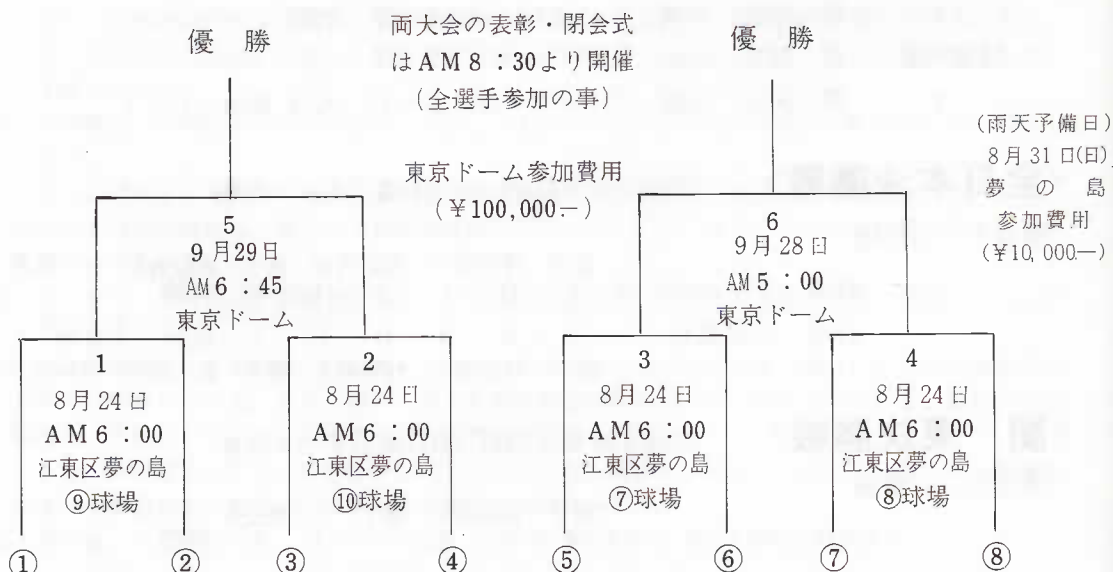 優 勝
両大会の表彰・閉会式
はAM8:30より開催
(全選手参加の事)
優 勝
(雨天予備日)
8月31日(日)
夢の島
参加費用
(¥10,000―)
東京ドーム参加費用
(¥100,000―)
5
9月29日
AM6:45
東京ドーム
6
9月28日
AM5:00
東京ドーム
1
8月24日
AM6:00
江東区夢の島
⑨球場
2
8月24日
AM6:00
江東区夢の島
⑩球場
3
8月24日
AM6:00
江東区夢の島
⑦球場
4
8月24日
AM6:00
江東区夢の島
⑧球場
① ② ③ ④ ⑤ ⑥ ⑦ ⑧